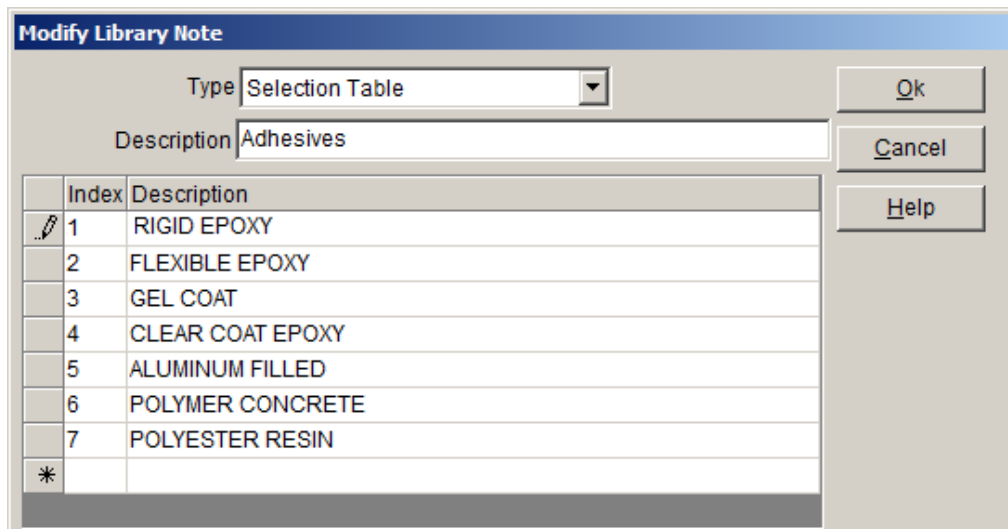 Modify Library Note
Type Selection Table
Ok
Description Adhesives
Cancel
Index Description
Help
1 RIGID EPOXY
2 FLEXIBLE EPOXY
3 GEL COAT
4 CLEAR COAT EPOXY
5 ALUMINUM FILLED
6 POLYMER CONCRETE
7 POLYESTER RESIN